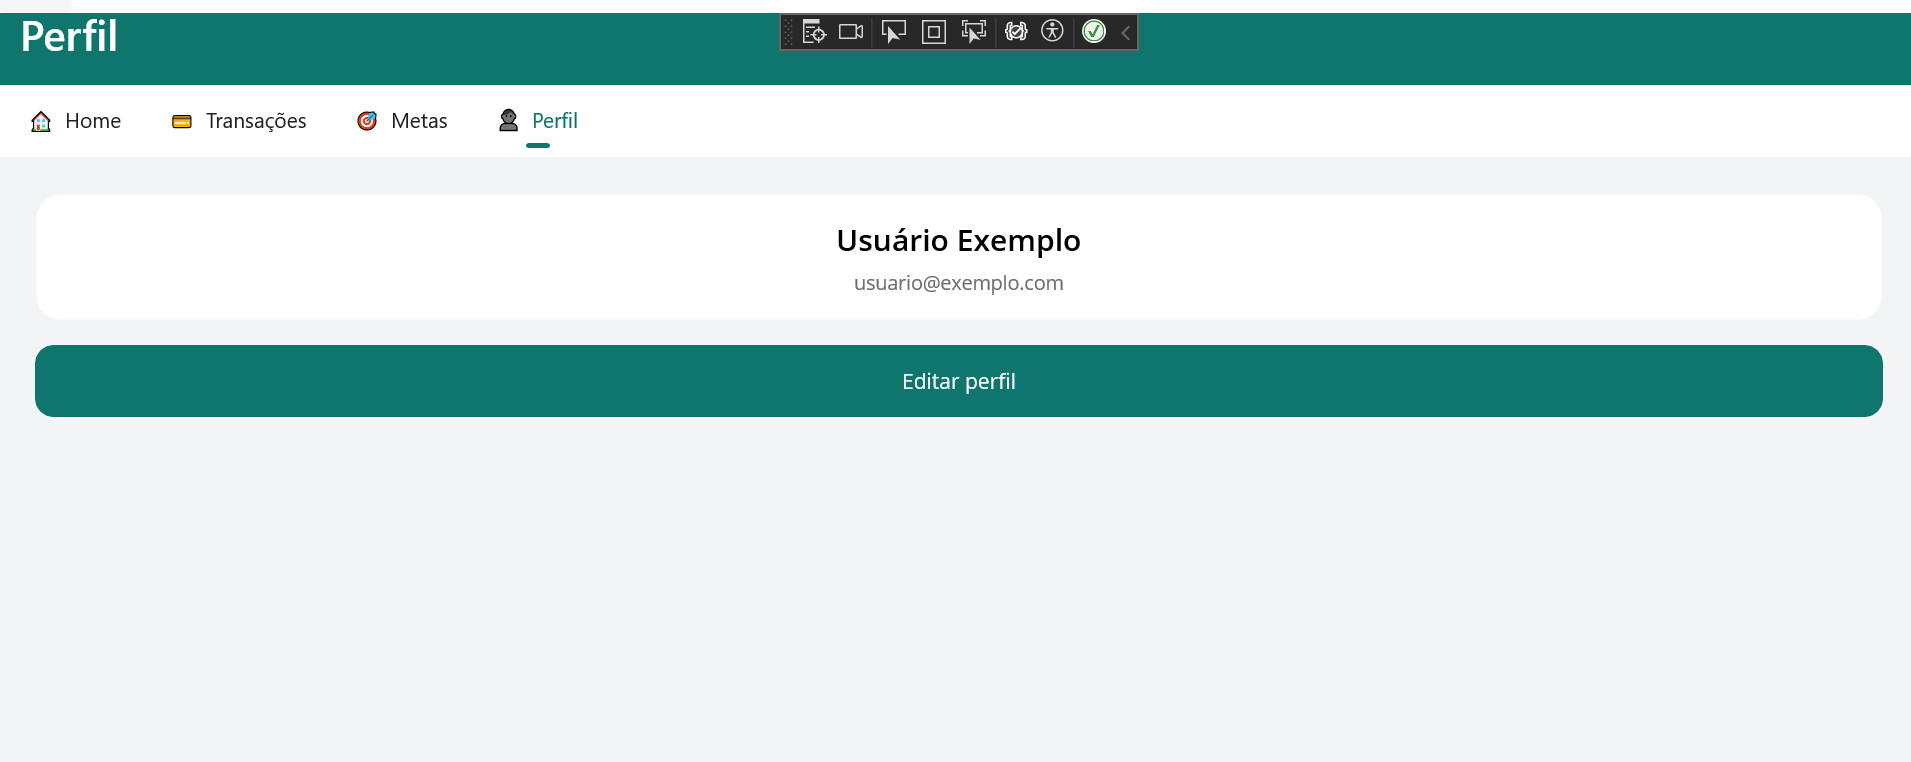 Perfil
Home
Transações
Metas
Perfil
Usuário Exemplo
usuario@exemplo.com
Editar perfil